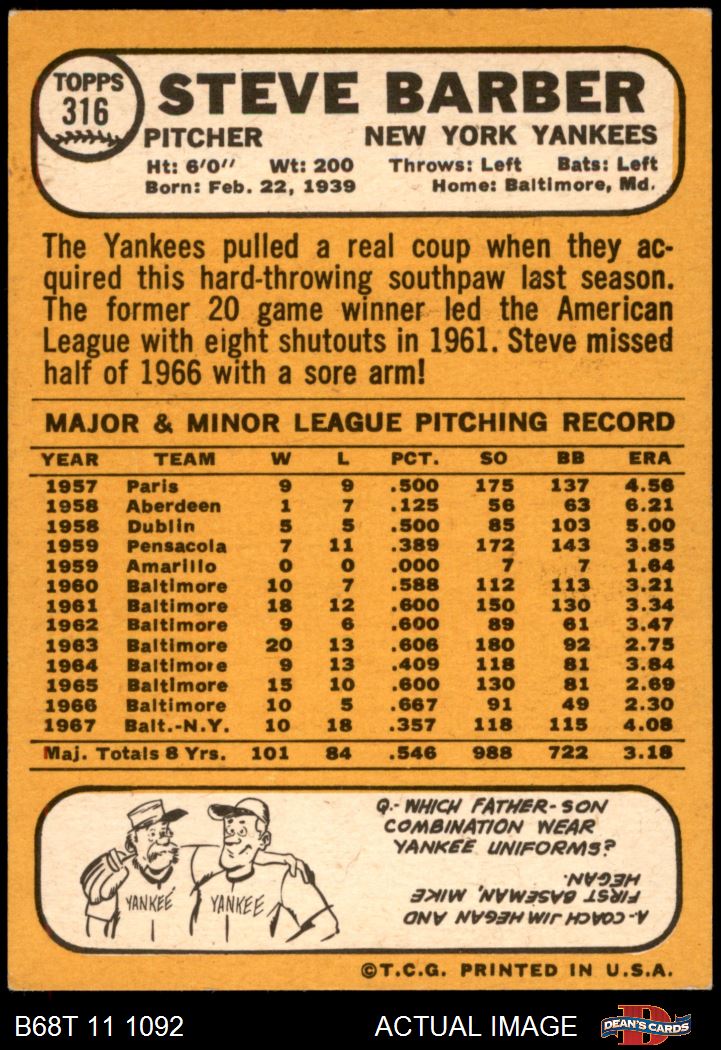 TOPPS
316
STEVE BARBER
PITCHER NEW YORK YANKEES
Ht: 6'0" Wt: 200 Throws: Left Bats: Left
Born: Feb. 22, 1939 Home: Baltimore, Md.
The Yankees pulled a real coup when they ac-
quired this hard-throwing southpaw last season.
The former 20 game winner led the American
League with eight shutouts in 1961. Steve missed
half of 1966 with a sore arm!
MAJOR & MINOR LEAGUE PITCHING RECORD
YEAR TEAM W L PCT. SO BB ERA
1957 Paris 9 9 .500 175 137 4.56
1958 Aberdeen 1 7 .125 56 63 6.21
1958 Dublin 5 5 .500 85 103 5.00
1959 Pensacola 7 11 .389 172 143 3.85
1959 Amarillo 0 0 .000 7 7 1.64
1960 Baltimore 10 7 .588 112 113 3.21
1961 Baltimore 18 12 .600 150 130 3.34
1962 Baltimore 9 6 .600 89 61 3.47
1963 Baltimore 20 13 .606 180 92 2.75
1964 Baltimore 9 13 .409 118 81 3.84
1965 Baltimore 15 10 .600 130 81 2.69
1966 Baltimore 10 5 .667 91 49 2.30
1967 Balt.-N.Y. 10 18 .357 118 115 4.08
Maj. Totals 8 Yrs. 101 84 .546 988 722 3.18
Q.- WHICH FATHER-SON
COMBINATION WEAR
YANKEE UNIFORMS?
A.-COACH JIM HEGAN AND
FIRST BASEMAN, MIKE
HEGAN.
YANKEE YANKEE
©T.C.G. PRINTED IN U.S.A.
B68T 11 1092 ACTUAL IMAGE
D
DEAN'S CARDS